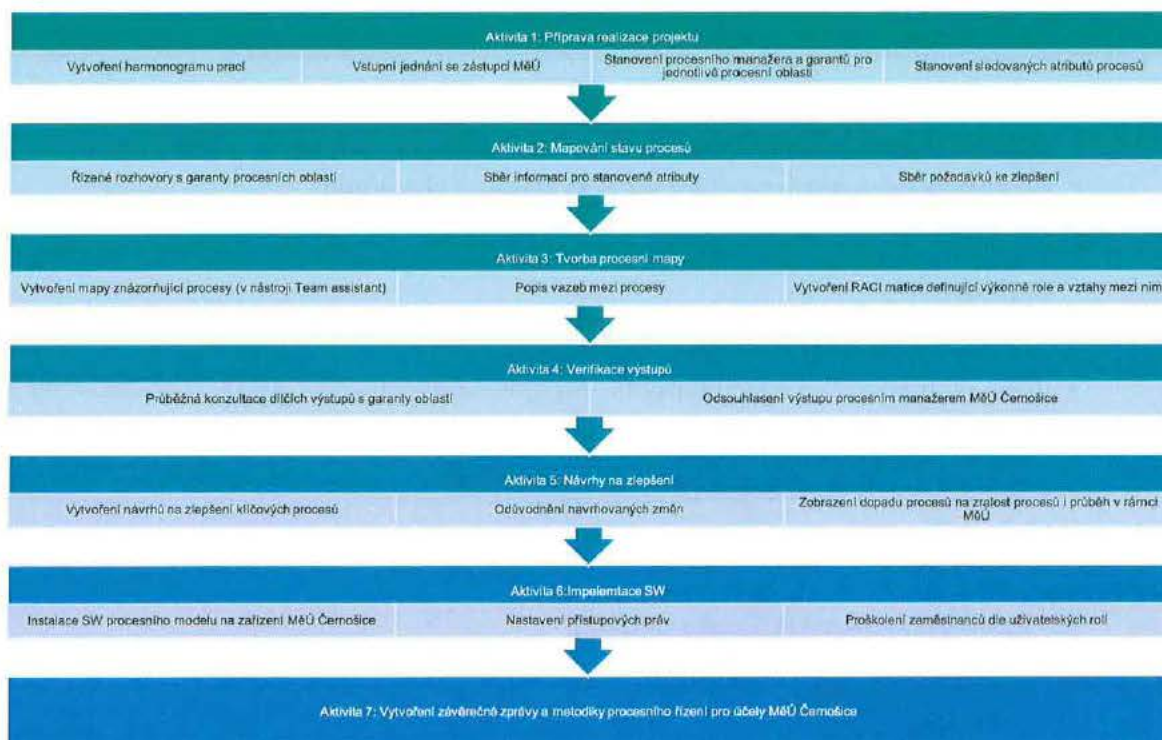 Aktivita 1: Příprava realizace projektu
Vytvoření harmonogramu prací
Vstupní jednání se zástupci MěÚ
Stanovení procesního manažera a garantů pro
jednotlivé procesní oblasti
Stanovení sledovaných atributů procesů
Aktivita 2: Mapování stavu procesů
Řízené rozhovory s garanty procesních oblastí
Sběr informací pro stanovené atributy
Sběr požadavků ke zlepšení
Aktivita 3: Tvorba procesní mapy
Vytvoření mapy znázorňující procesy (v nástroji Team assistant)
Popis vazeb mezi procesy
Vytvoření RACI matice definující výkonné role a vztahy mezi nim
Aktivita 4: Verifikace výstupů
Průběžná konzultace dílčích výstupů s garanty oblastí
Odsouhlasení výstupu procesním manažerem MěÚ Černošice
Aktivita 5: Návrhy na zlepšení
Vytvoření návrhů na zlepšení klíčových procesů
Odůvodnění navrhovaných změn
Zobrazení dopadu procesů na zralost procesů i průběh v rámci
MěÚ
Aktivita 6:Impelemtace SW
Instalace SW procesního modelu na zařízení MěÚ Černošice
Nastavení přístupových práv
Proškolení zaměstnanců dle uživatelských rolí
Aktivita 7: Vytvoření závěrečné zprávy a metodiky procesního řízení pro účely MěÚ Černošice